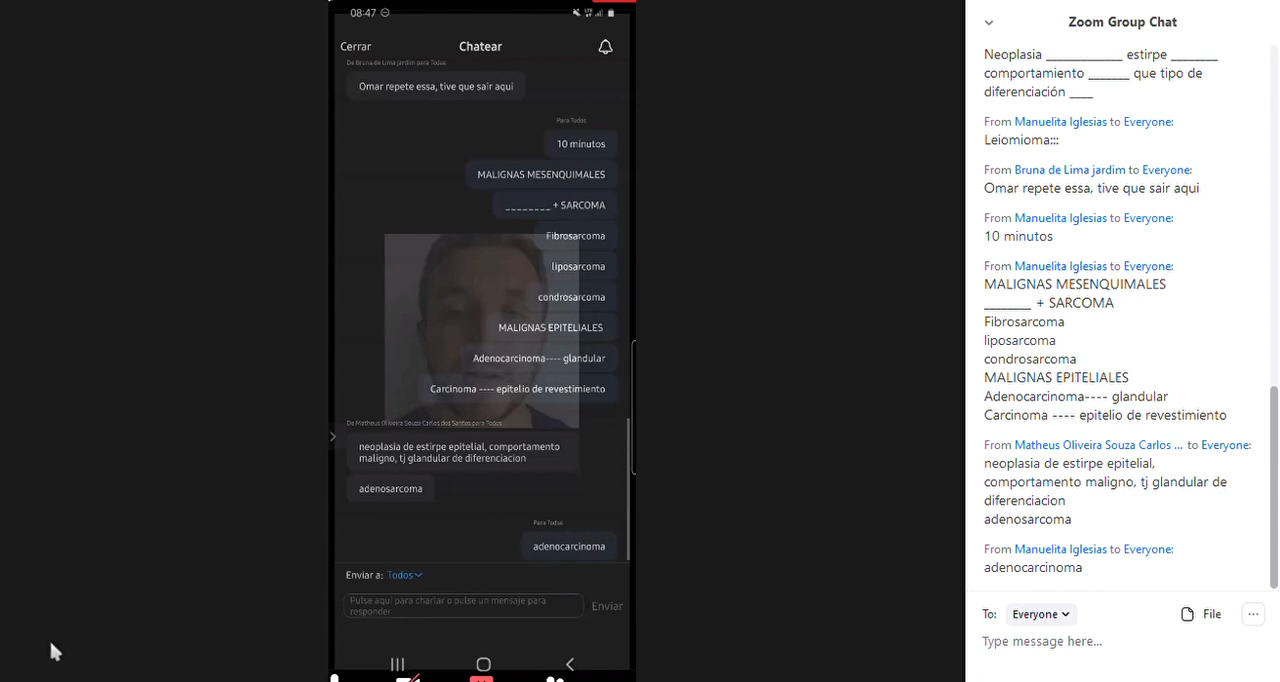 08:47
Cerrar
Chatear
De Bruna de Lima jardim para Todos
Omar repete essa, tive que sair aqui
Para Todos
10 minutos
MALIGNAS MESENQUIMALES
________ + SARCOMA
Fibrosarcoma
liposarcoma
condrosarcoma
MALIGNAS EPITELIALES
Adenocarcinoma---- glandular
Carcinoma ---- epitelio de revestimiento
De Matheus Oliveira Souza Carlos dos Santos para Todos
neoplasia de estirpe epitelial, comportamento
maligno, tj glandular de diferenciacion
adenosarcoma
Para Todos
adenocarcinoma
Enviar a: Todos
Pulse aquí para charlar o pulse un mensaje para
responder
Enviar
Zoom Group Chat
Neoplasia ____________ estirpe ________
comportamiento _______ que tipo de
diferenciación ____
From Manuelita Iglesias to Everyone:
Leiomioma:::
From Bruna de Lima jardim to Everyone:
Omar repete essa, tive que sair aqui
From Manuelita Iglesias to Everyone:
10 minutos
From Manuelita Iglesias to Everyone:
MALIGNAS MESENQUIMALES
________ + SARCOMA
Fibrosarcoma
liposarcoma
condrosarcoma
MALIGNAS EPITELIALES
Adenocarcinoma---- glandular
Carcinoma ---- epitelio de revestimiento
From Matheus Oliveira Souza Carlos ... to Everyone:
neoplasia de estirpe epitelial,
comportamento maligno, tj glandular de
diferenciacion
adenosarcoma
From Manuelita Iglesias to Everyone:
adenocarcinoma
To: Everyone
File
Type message here...